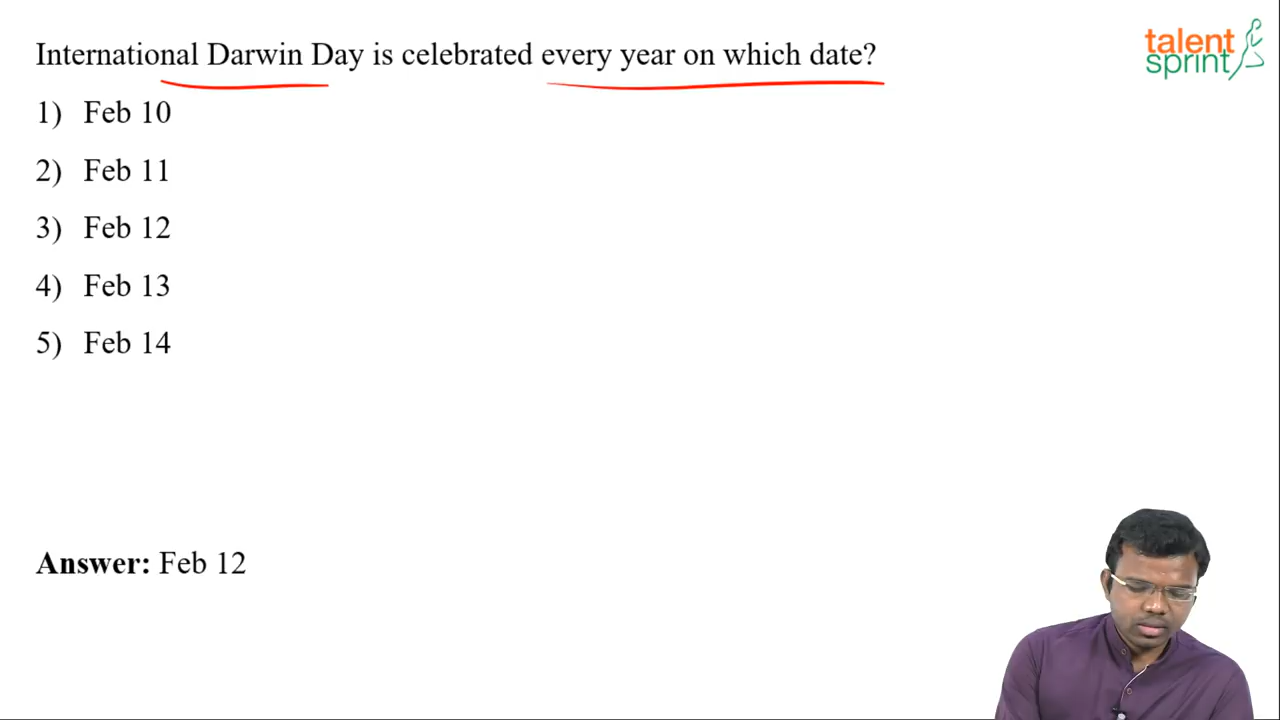 International Darwin Day is celebrated every year on which date?
talent
sprint
1) Feb 10
2) Feb 11
3) Feb 12
4) Feb 13
5) Feb 14
Answer: Feb 12